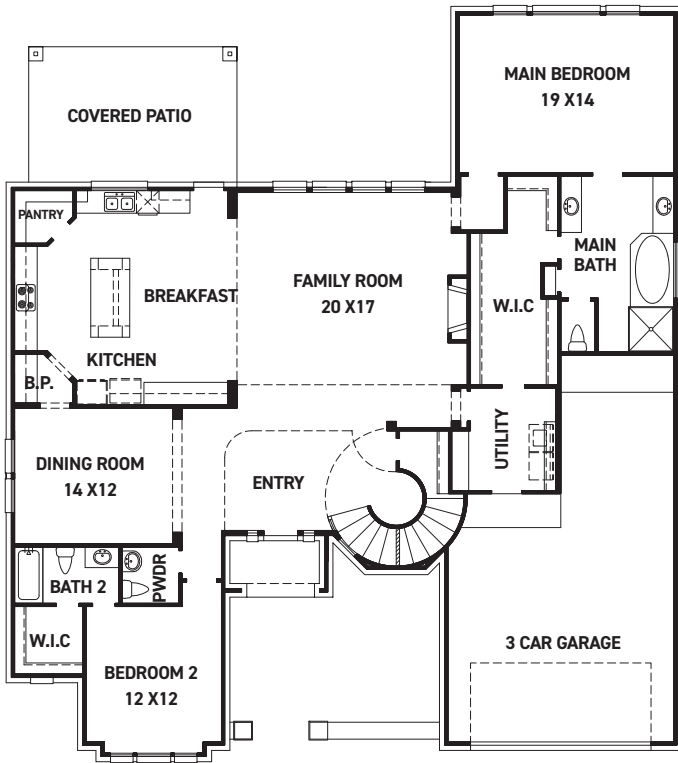 MAIN BEDROOM
19 X14
COVERED PATIO
PANTRY
MAIN
BATH
FAMILY ROOM
20 X17
BREAKFAST
W.I.C
KITCHEN
B.P.
UTILITY
DINING ROOM
14 X12
ENTRY
BATH 2
PWDR
W.I.C
3 CAR GARAGE
BEDROOM 2
12 X12